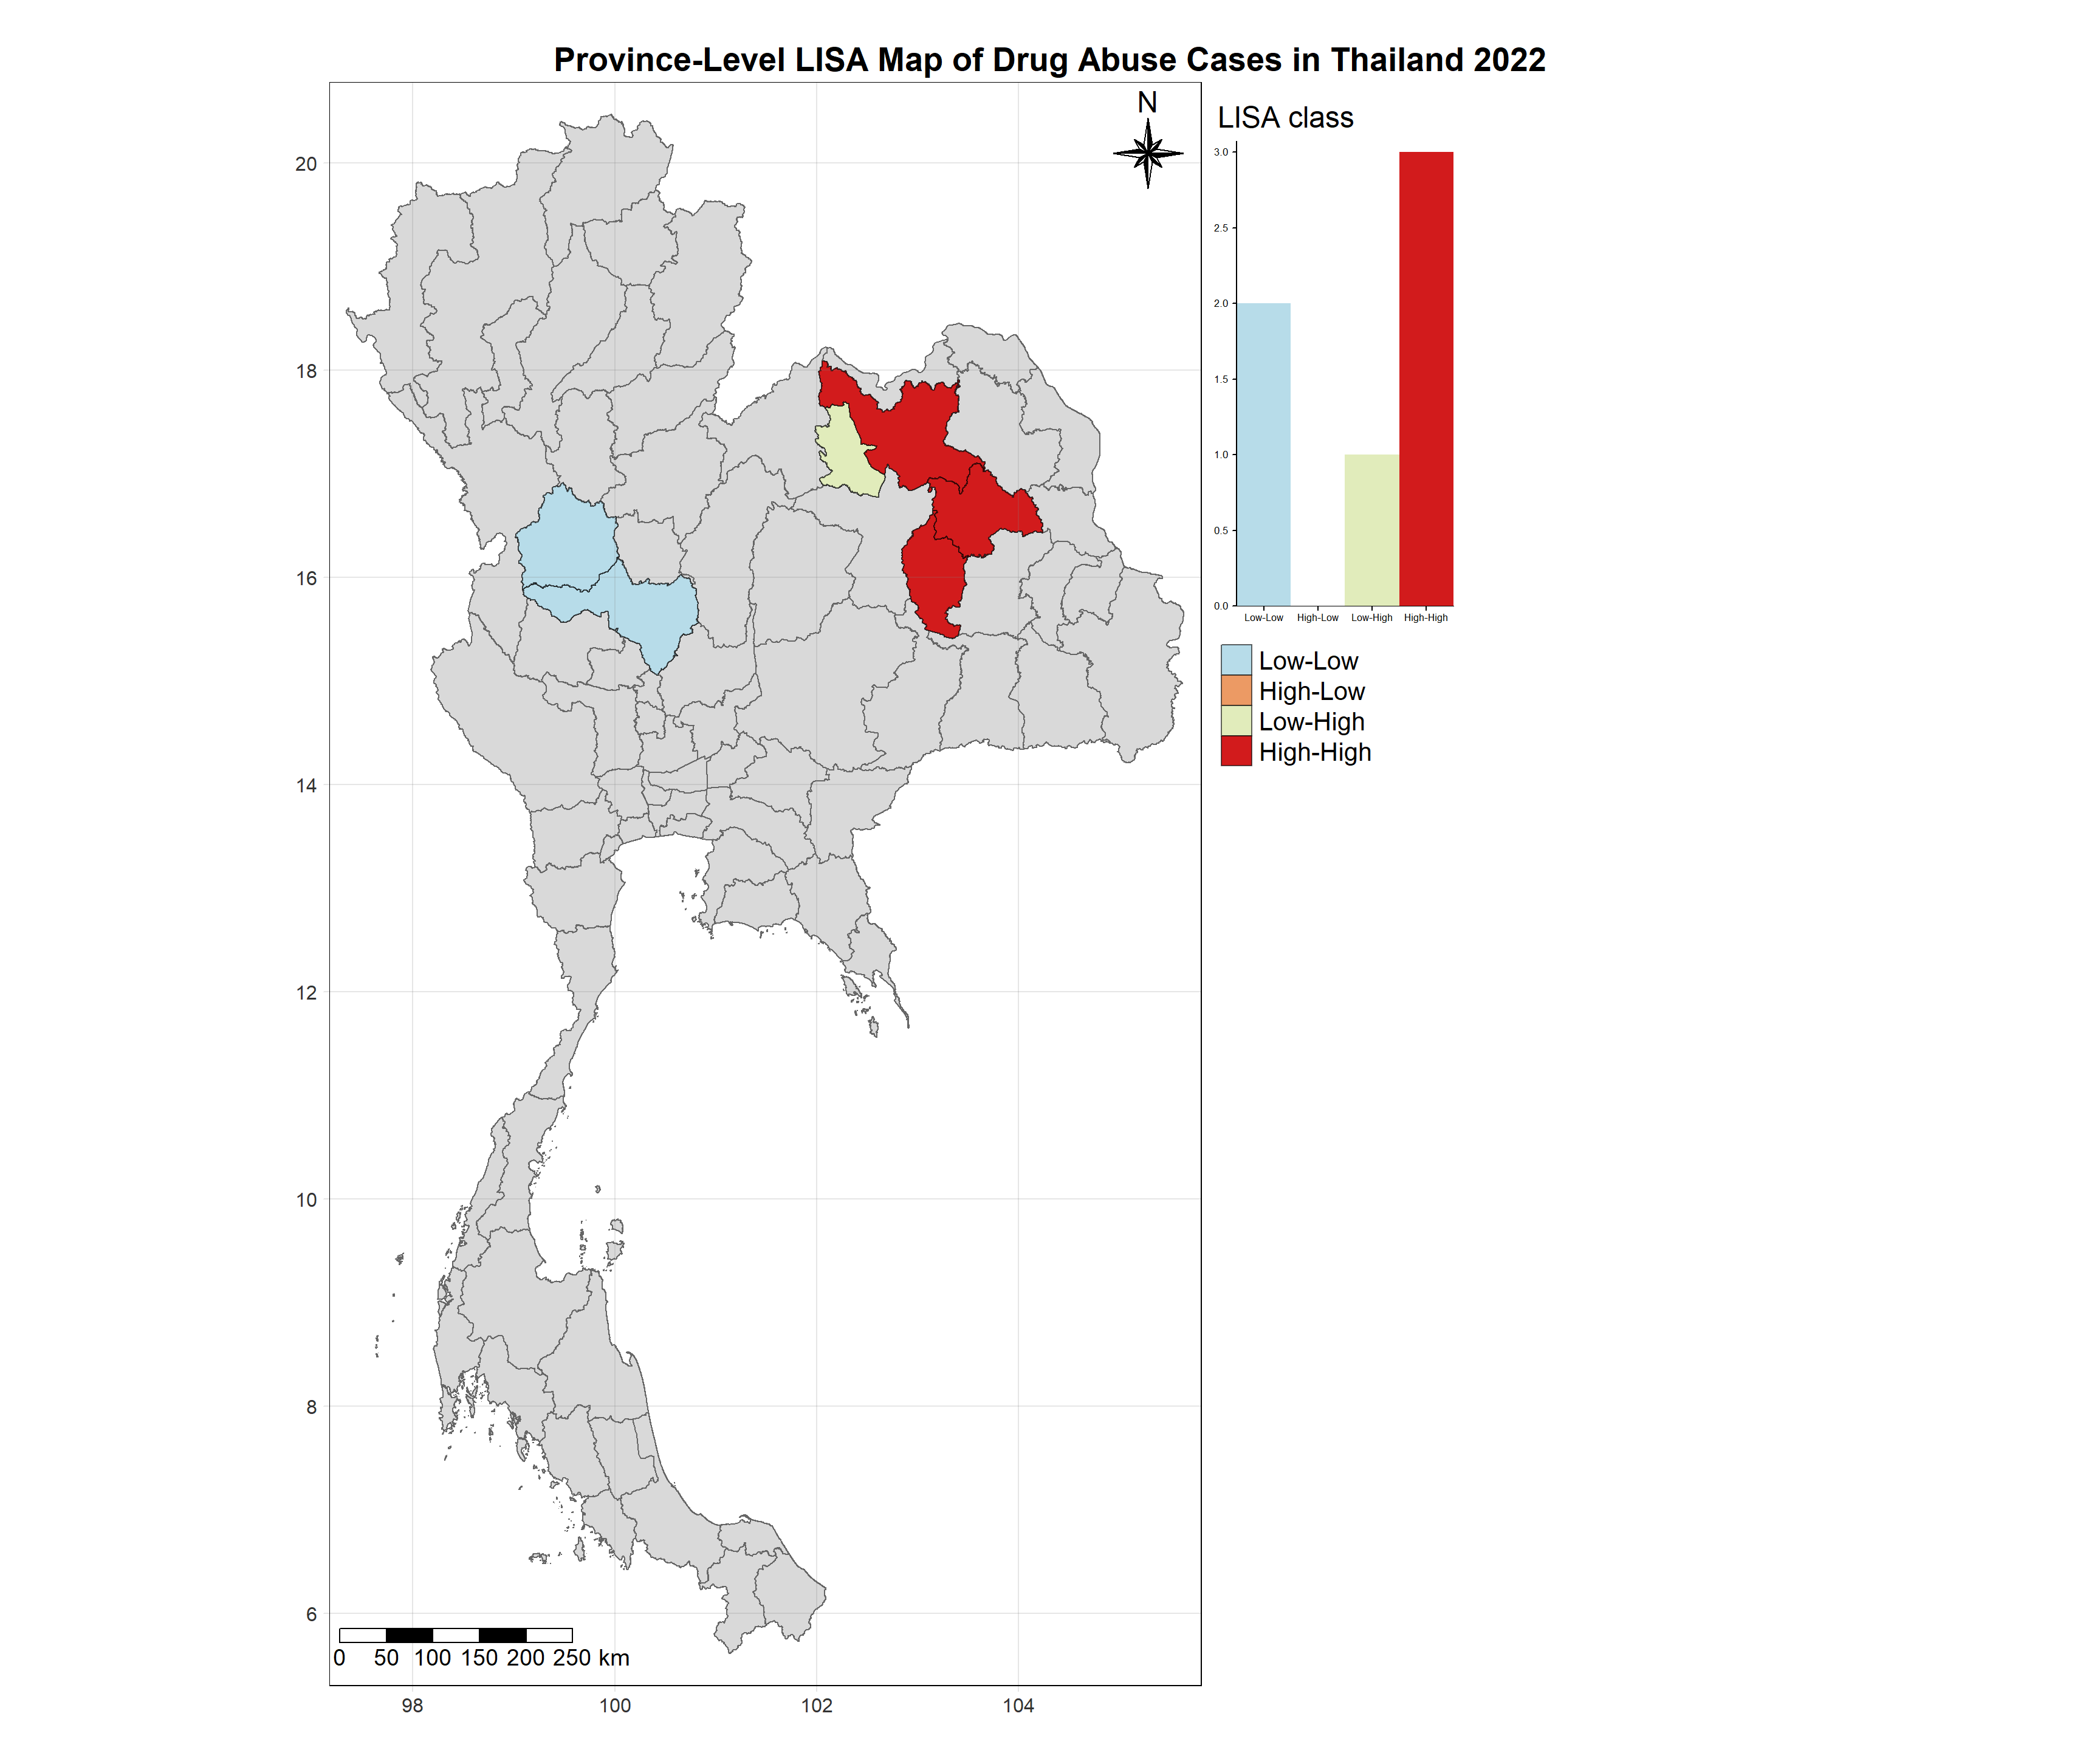 Province-Level LISA Map of Drug Abuse Cases in Thailand 2022
N
20
18
16
14
12
10
8
6
98 100 102 104
0 50 100 150 200 250 km
LISA class
3.0
2.5
2.0
1.5
1.0
0.5
0.0
Low-Low High-Low Low-High High-High
Low-Low
High-Low
Low-High
High-High